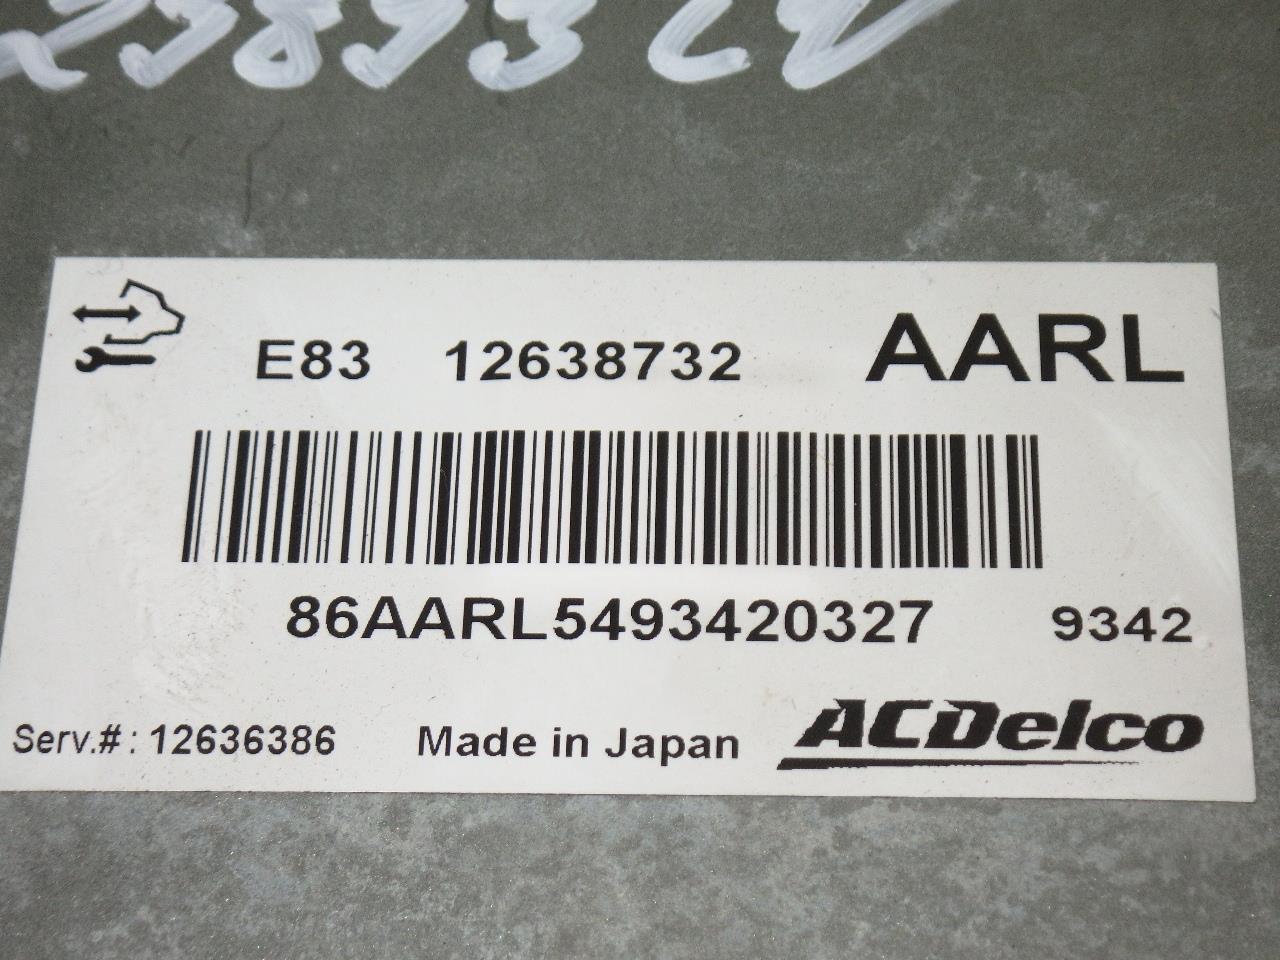 E83 12638732 AARL
86AARL5493420327 9342
Serv.#: 12636386 Made in Japan ACDelco